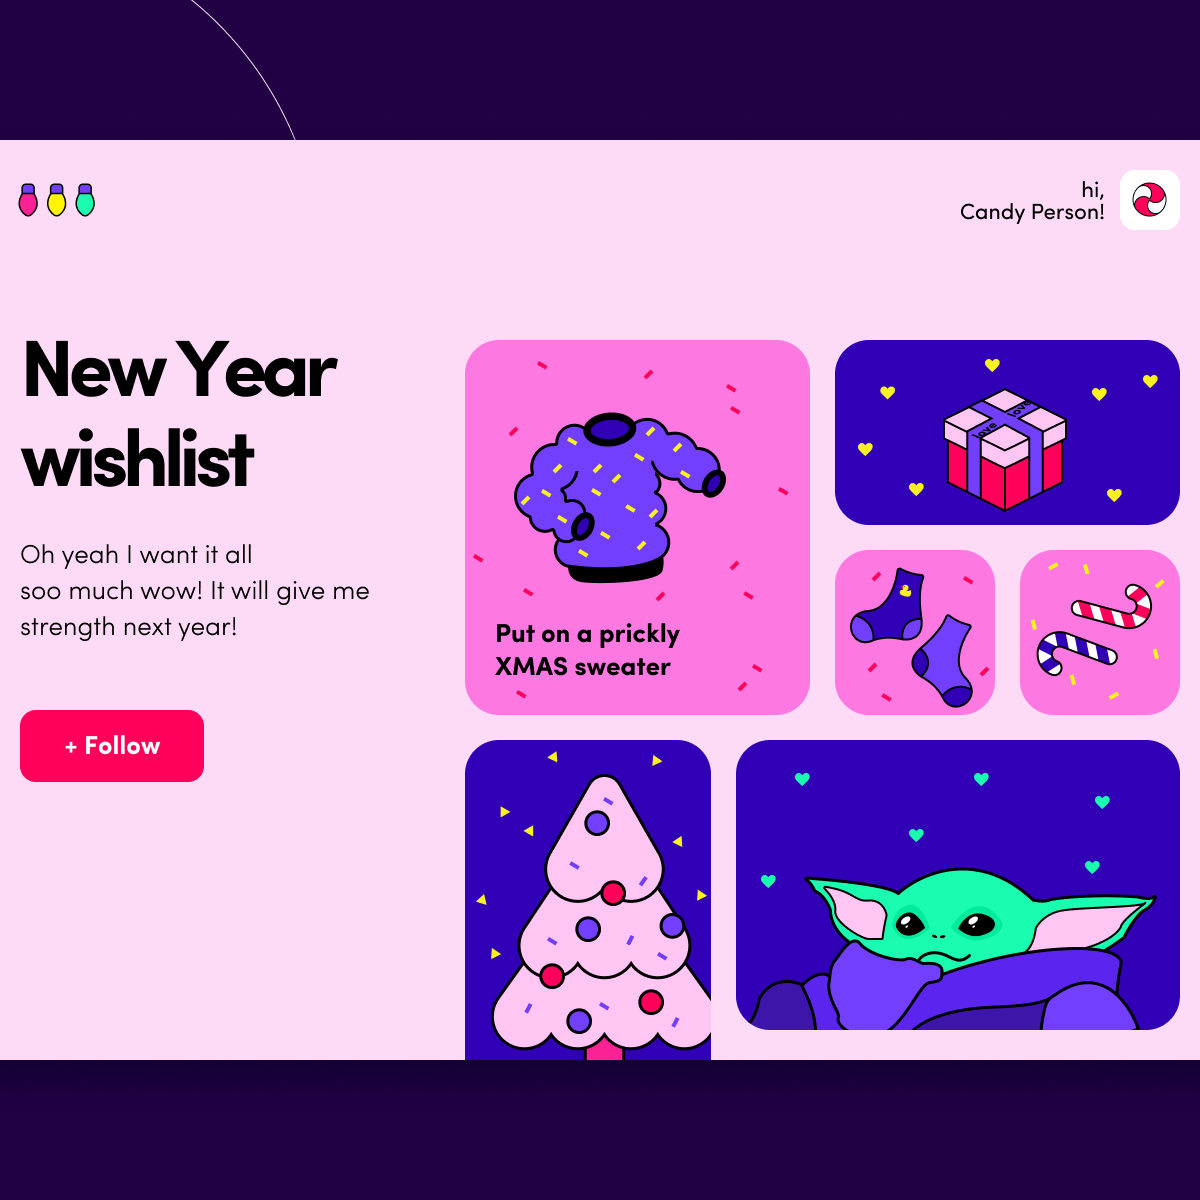 hi,
Candy Person!
New Year
wishlist
Oh yeah I want it all
soo much wow! It will give me
strength next year!
+ Follow
Put on a prickly
XMAS sweater
love
love